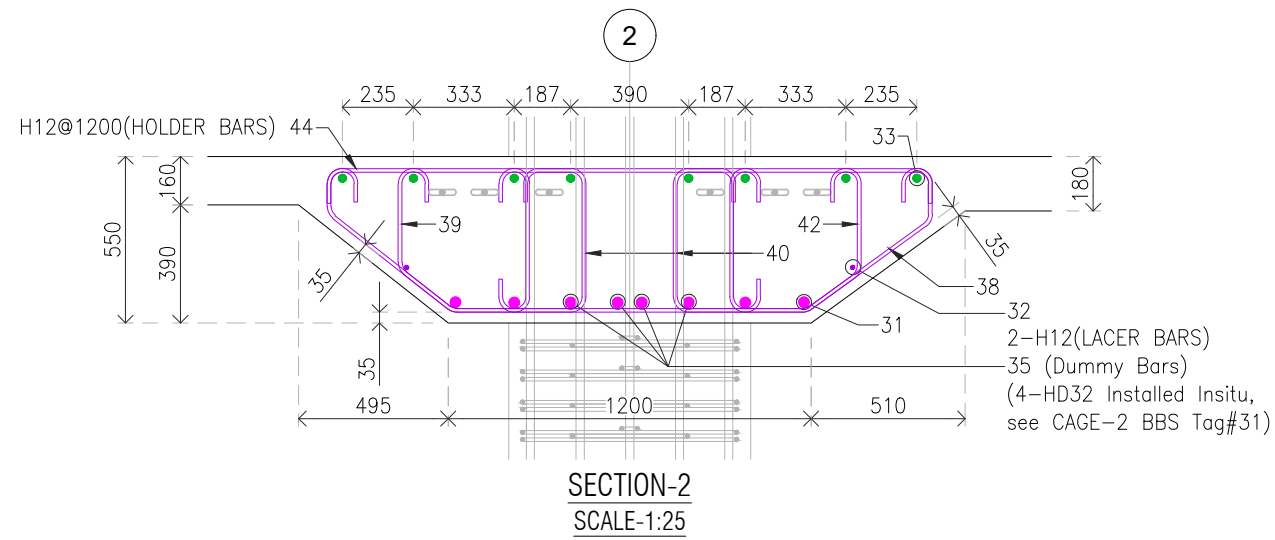 2
235 333 187 390 187 333 235
H12@1200(HOLDER BARS) 44
33
160
180
550
390
39
42
40
35
35
38
32
31
2-H12(LACER BARS)
35 (Dummy Bars)
(4-HD32 Installed Insitu,
see CAGE-2 BBS Tag#31)
35
495 1200 510
SECTION-2
SCALE-1:25